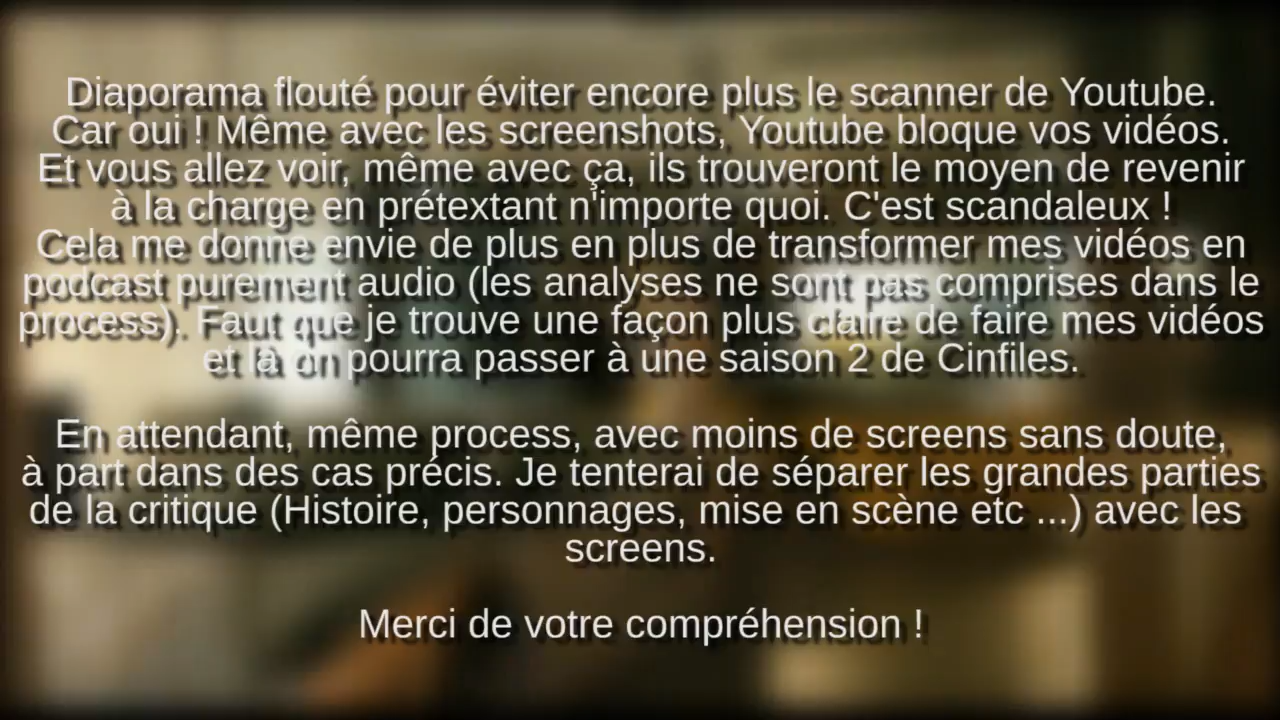 Diaporama flouté pour éviter encore plus le scanner de Youtube.
Car oui ! Même avec les screenshots, Youtube bloque vos vidéos.
Et vous allez voir, même avec ça, ils trouveront le moyen de revenir
à la charge en prétextant n'importe quoi. C'est scandaleux !
Cela me donne envie de plus en plus de transformer mes vidéos en
podcast purement audio (les analyses ne sont pas comprises dans le
process). Faut que je trouve une façon plus claire de faire mes vidéos
et là on pourra passer à une saison 2 de Cinfiles.
En attendant, même process, avec moins de screens sans doute,
à part dans des cas précis. Je tenterai de séparer les grandes parties
de la critique (Histoire, personnages, mise en scène etc ...) avec les
screens.
Merci de votre compréhension !